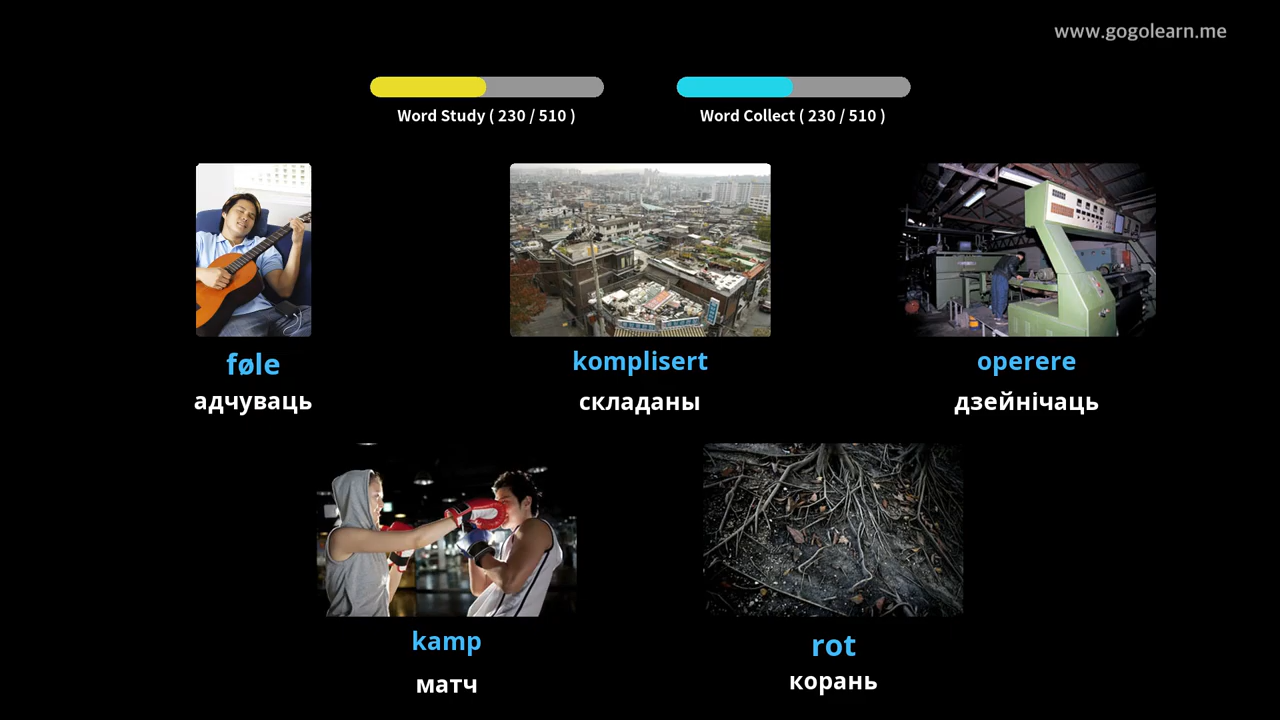 www.gogolearn.me
Word Study ( 230 / 510 )
Word Collect ( 230 / 510 )
føle
komplisert
operere
адчуваць
складаны
дзейнічаць
kamp
rot
матч
корань